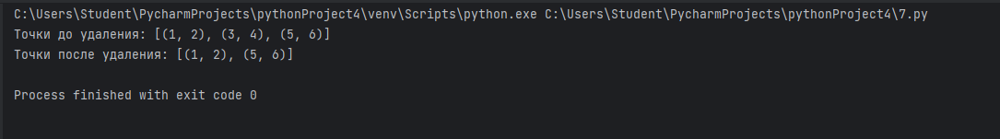 C:\Users\Student\PycharmProjects\pythonProject4\venv\Scripts\python.exe C:\Users\Student\PycharmProjects\pythonProject4\7.py
Точки до удаления: [(1, 2), (3, 4), (5, 6)]
Точки после удаления: [(1, 2), (5, 6)]
Process finished with exit code 0